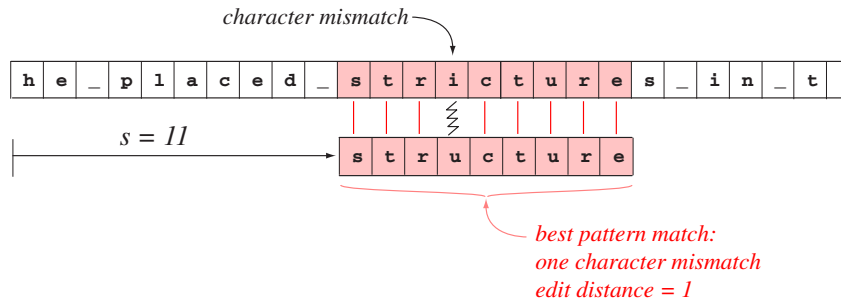 character mismatch
h e _ p l a c e d _ s t r i c t u r e s _ i n _ t
s = 11
s t r u c t u r e
best pattern match:
one character mismatch
edit distance = 1